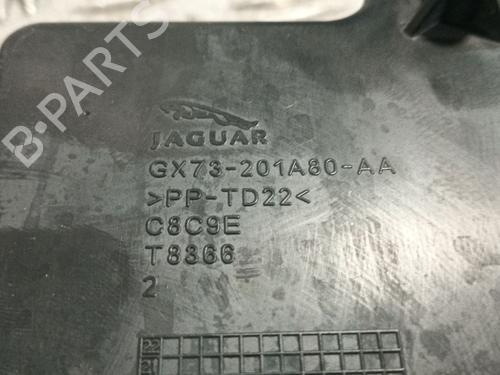 B-PARTS
JAGUAR
GX73-201A80-AA
>PP-TD22<
C8C9E
T8366
2